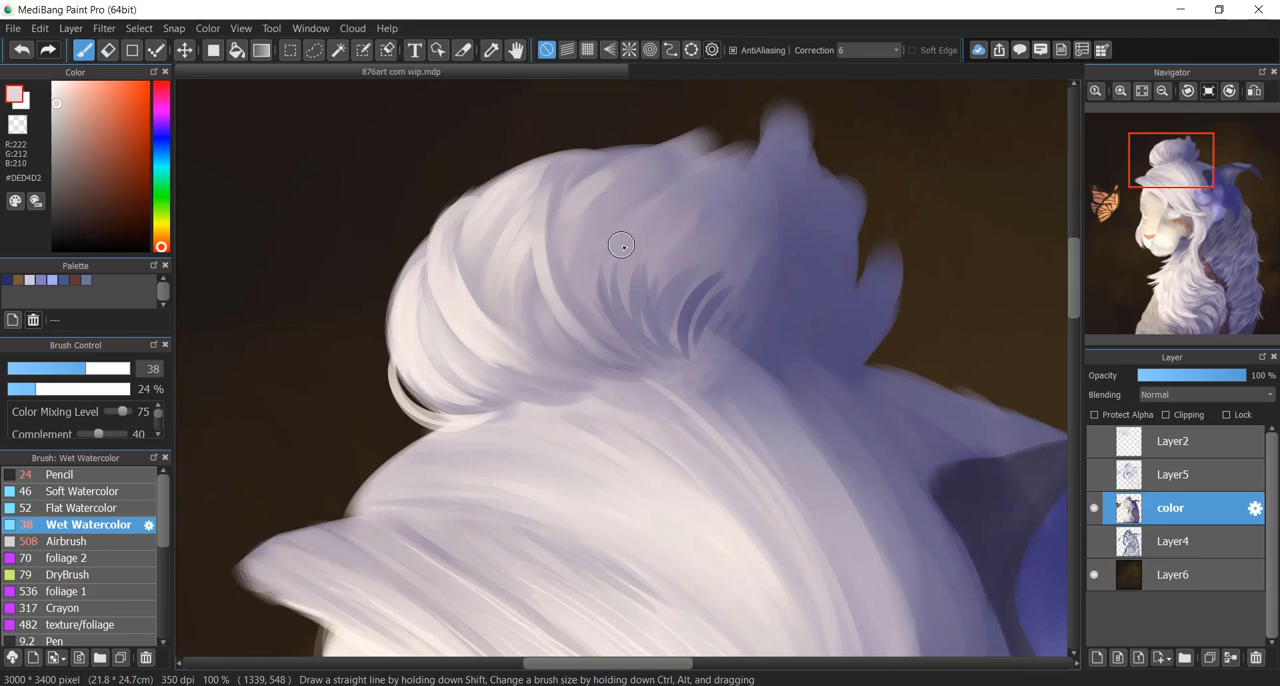 MediBang Paint Pro (64bit)
File Edit Layer Filter Select Snap Color View Tool Window Cloud Help
AntiAliasing Correction 6 Soft Edge
Color
876art com wip.mdp
Navigator
R:222
G:212
B:210
#DED4D2
Palette
---
Brush Control
38
24 %
Color Mixing Level 75
Complement 40
Brush: Wet Watercolor
24 Pencil
46 Soft Watercolor
52 Flat Watercolor
38 Wet Watercolor
508 Airbrush
70 foliage 2
79 DryBrush
536 foliage 1
317 Crayon
482 texture/foliage
9.2 Pen
Layer
Opacity 100 %
Blending Normal
Protect Alpha Clipping Lock
Layer2
Layer5
color
Layer4
Layer6
3000 * 3400 pixel (21.8 * 24.7cm) 350 dpi 100 % ( 1339, 548 ) Draw a straight line by holding down Shift, Change a brush size by holding down Ctrl, Alt, and dragging